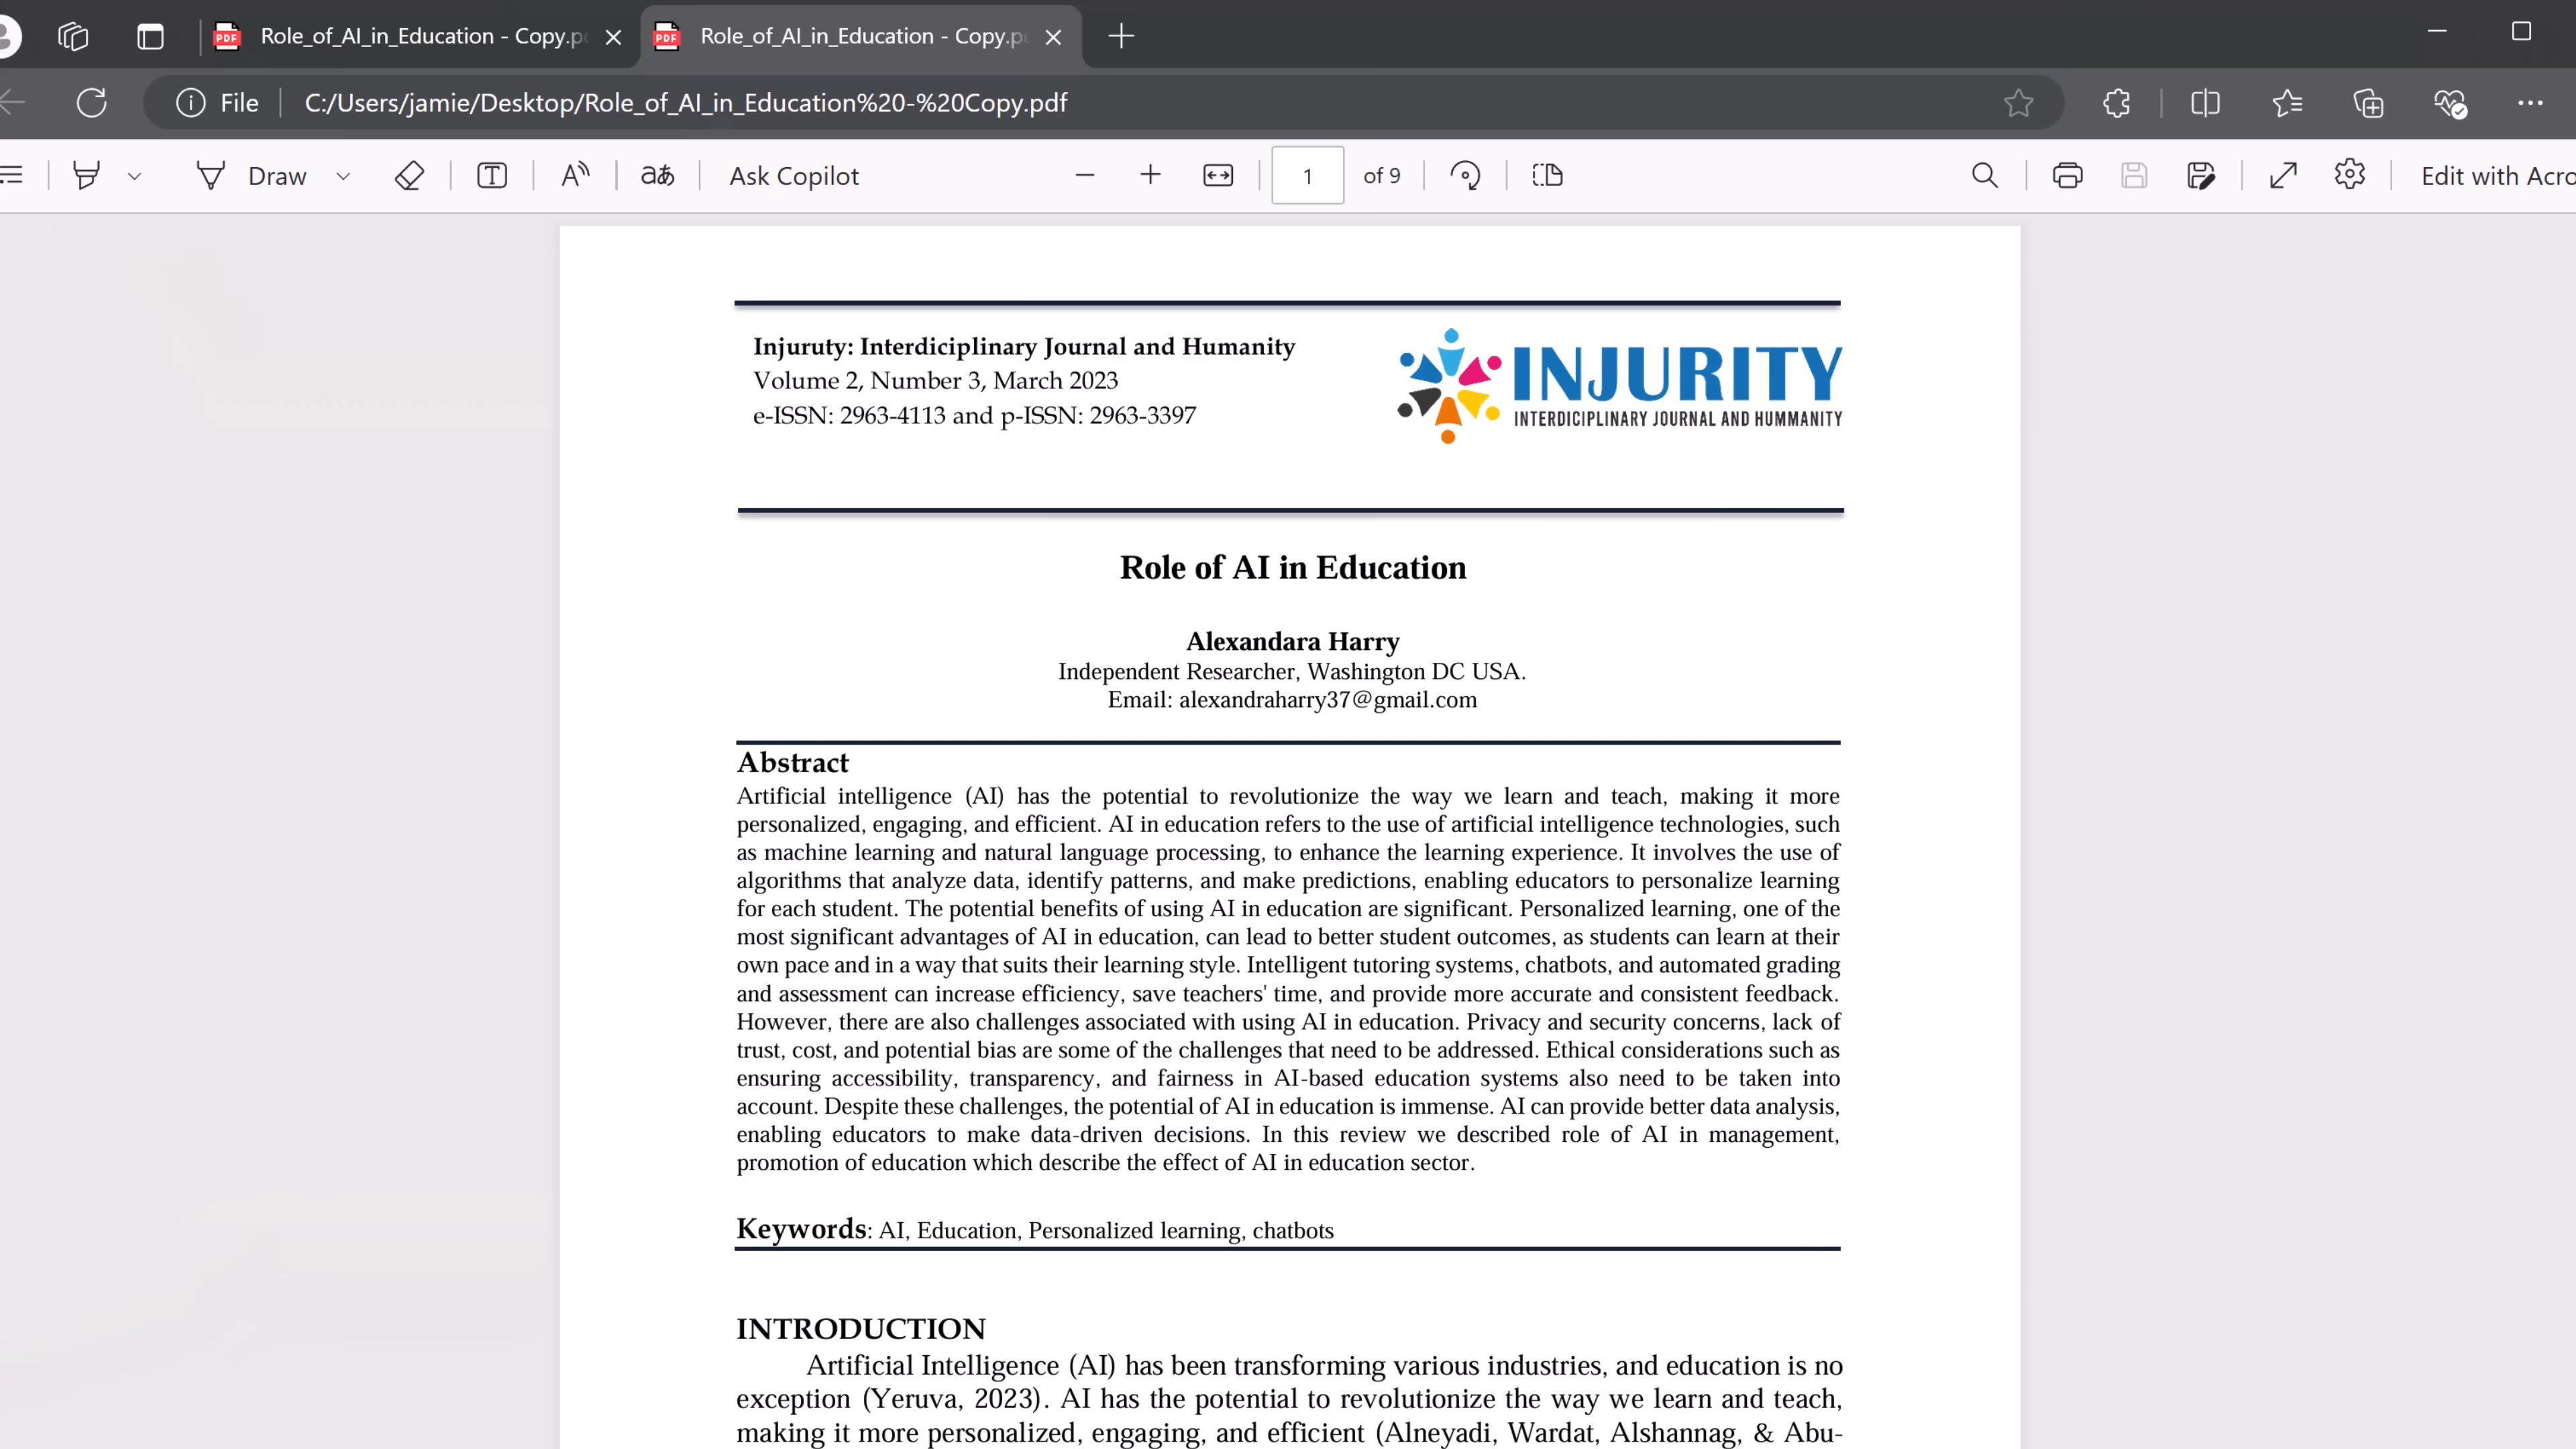 Role_of_AI_in_Education - Copy.p
Role_of_AI_in_Education - Copy.p
File
C:/Users/jamie/Desktop/Role_of_AI_in_Education%20-%20Copy.pdf
Draw
aあ
Ask Copilot
1 of 9
Edit with Acro
Injuruty: Interdiciplinary Journal and Humanity
Volume 2, Number 3, March 2023
e-ISSN: 2963-4113 and p-ISSN: 2963-3397
INJURITY
INTERDICIPLINARY JOURNAL AND HUMMANITY
Role of AI in Education
Alexandara Harry
Independent Researcher, Washington DC USA.
Email: alexandraharry37@gmail.com
Abstract
Artificial intelligence (AI) has the potential to revolutionize the way we learn and teach, making it more
personalized, engaging, and efficient. AI in education refers to the use of artificial intelligence technologies, such
as machine learning and natural language processing, to enhance the learning experience. It involves the use of
algorithms that analyze data, identify patterns, and make predictions, enabling educators to personalize learning
for each student. The potential benefits of using AI in education are significant. Personalized learning, one of the
most significant advantages of AI in education, can lead to better student outcomes, as students can learn at their
own pace and in a way that suits their learning style. Intelligent tutoring systems, chatbots, and automated grading
and assessment can increase efficiency, save teachers' time, and provide more accurate and consistent feedback.
However, there are also challenges associated with using AI in education. Privacy and security concerns, lack of
trust, cost, and potential bias are some of the challenges that need to be addressed. Ethical considerations such as
ensuring accessibility, transparency, and fairness in AI-based education systems also need to be taken into
account. Despite these challenges, the potential of AI in education is immense. AI can provide better data analysis,
enabling educators to make data-driven decisions. In this review we described role of AI in management,
promotion of education which describe the effect of AI in education sector.
Keywords: AI, Education, Personalized learning, chatbots
INTRODUCTION
Artificial Intelligence (AI) has been transforming various industries, and education is no
exception (Yeruva, 2023). AI has the potential to revolutionize the way we learn and teach,
making it more personalized, engaging, and efficient (Alneyadi, Wardat, Alshannag, & Abu-